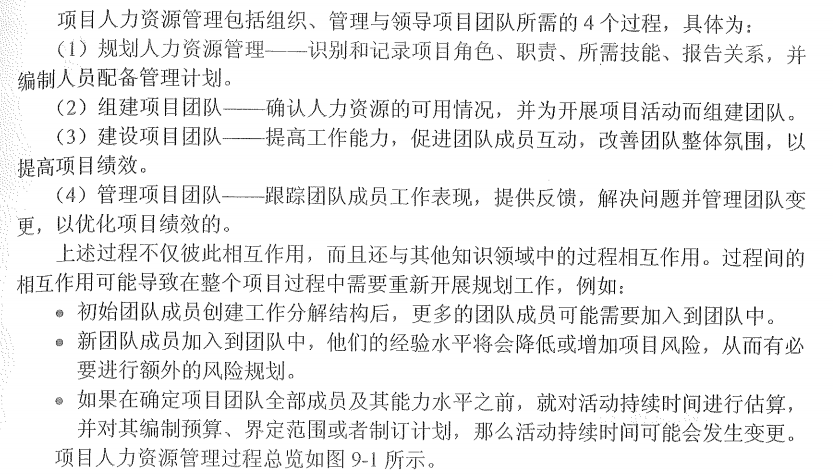 项目人力资源管理包括组织、管理与领导项目团队所需的 4 个过程，具体为：
（1）规划人力资源管理——识别和记录项目角色、职责、所需技能、报告关系，并
编制人员配备管理计划。
（2）组建项目团队——确认人力资源的可用情况，并为开展项目活动而组建团队。
（3）建设项目团队——提高工作能力，促进团队成员互动，改善团队整体氛围，以
提高项目绩效。
（4）管理项目团队——跟踪团队成员工作表现，提供反馈，解决问题并管理团队变
更，以优化项目绩效的。
上述过程不仅彼此相互作用，而且还与其他知识领域中的过程相互作用。过程间的
相互作用可能导致在整个项目过程中需要重新开展规划工作，例如：
● 初始团队成员创建工作分解结构后，更多的团队成员可能需要加入到团队中。
● 新团队成员加入到团队中，他们的经验水平将会降低或增加项目风险，从而有必
要进行额外的风险规划。
● 如果在确定项目团队全部成员及其能力水平之前，就对活动持续时间进行估算，
并对其编制预算、界定范围或者制订计划，那么活动持续时间可能会发生变更。
项目人力资源管理过程总览如图 9-1 所示。